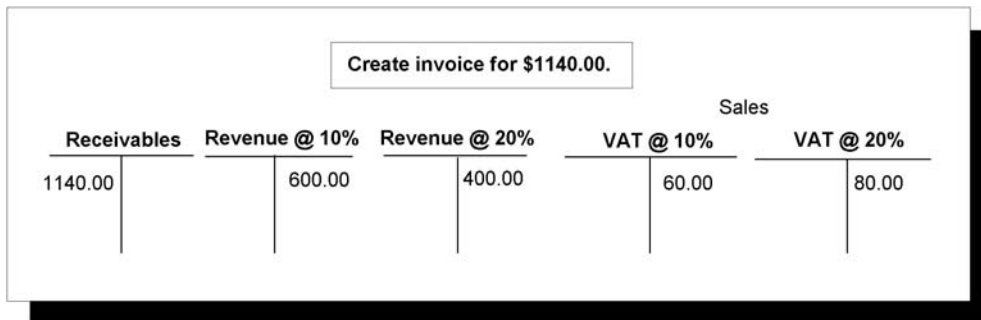 Create invoice for $1140.00.
Sales
Receivables Revenue @ 10% Revenue @ 20% VAT @ 10% VAT @ 20%
1140.00 600.00 400.00 60.00 80.00